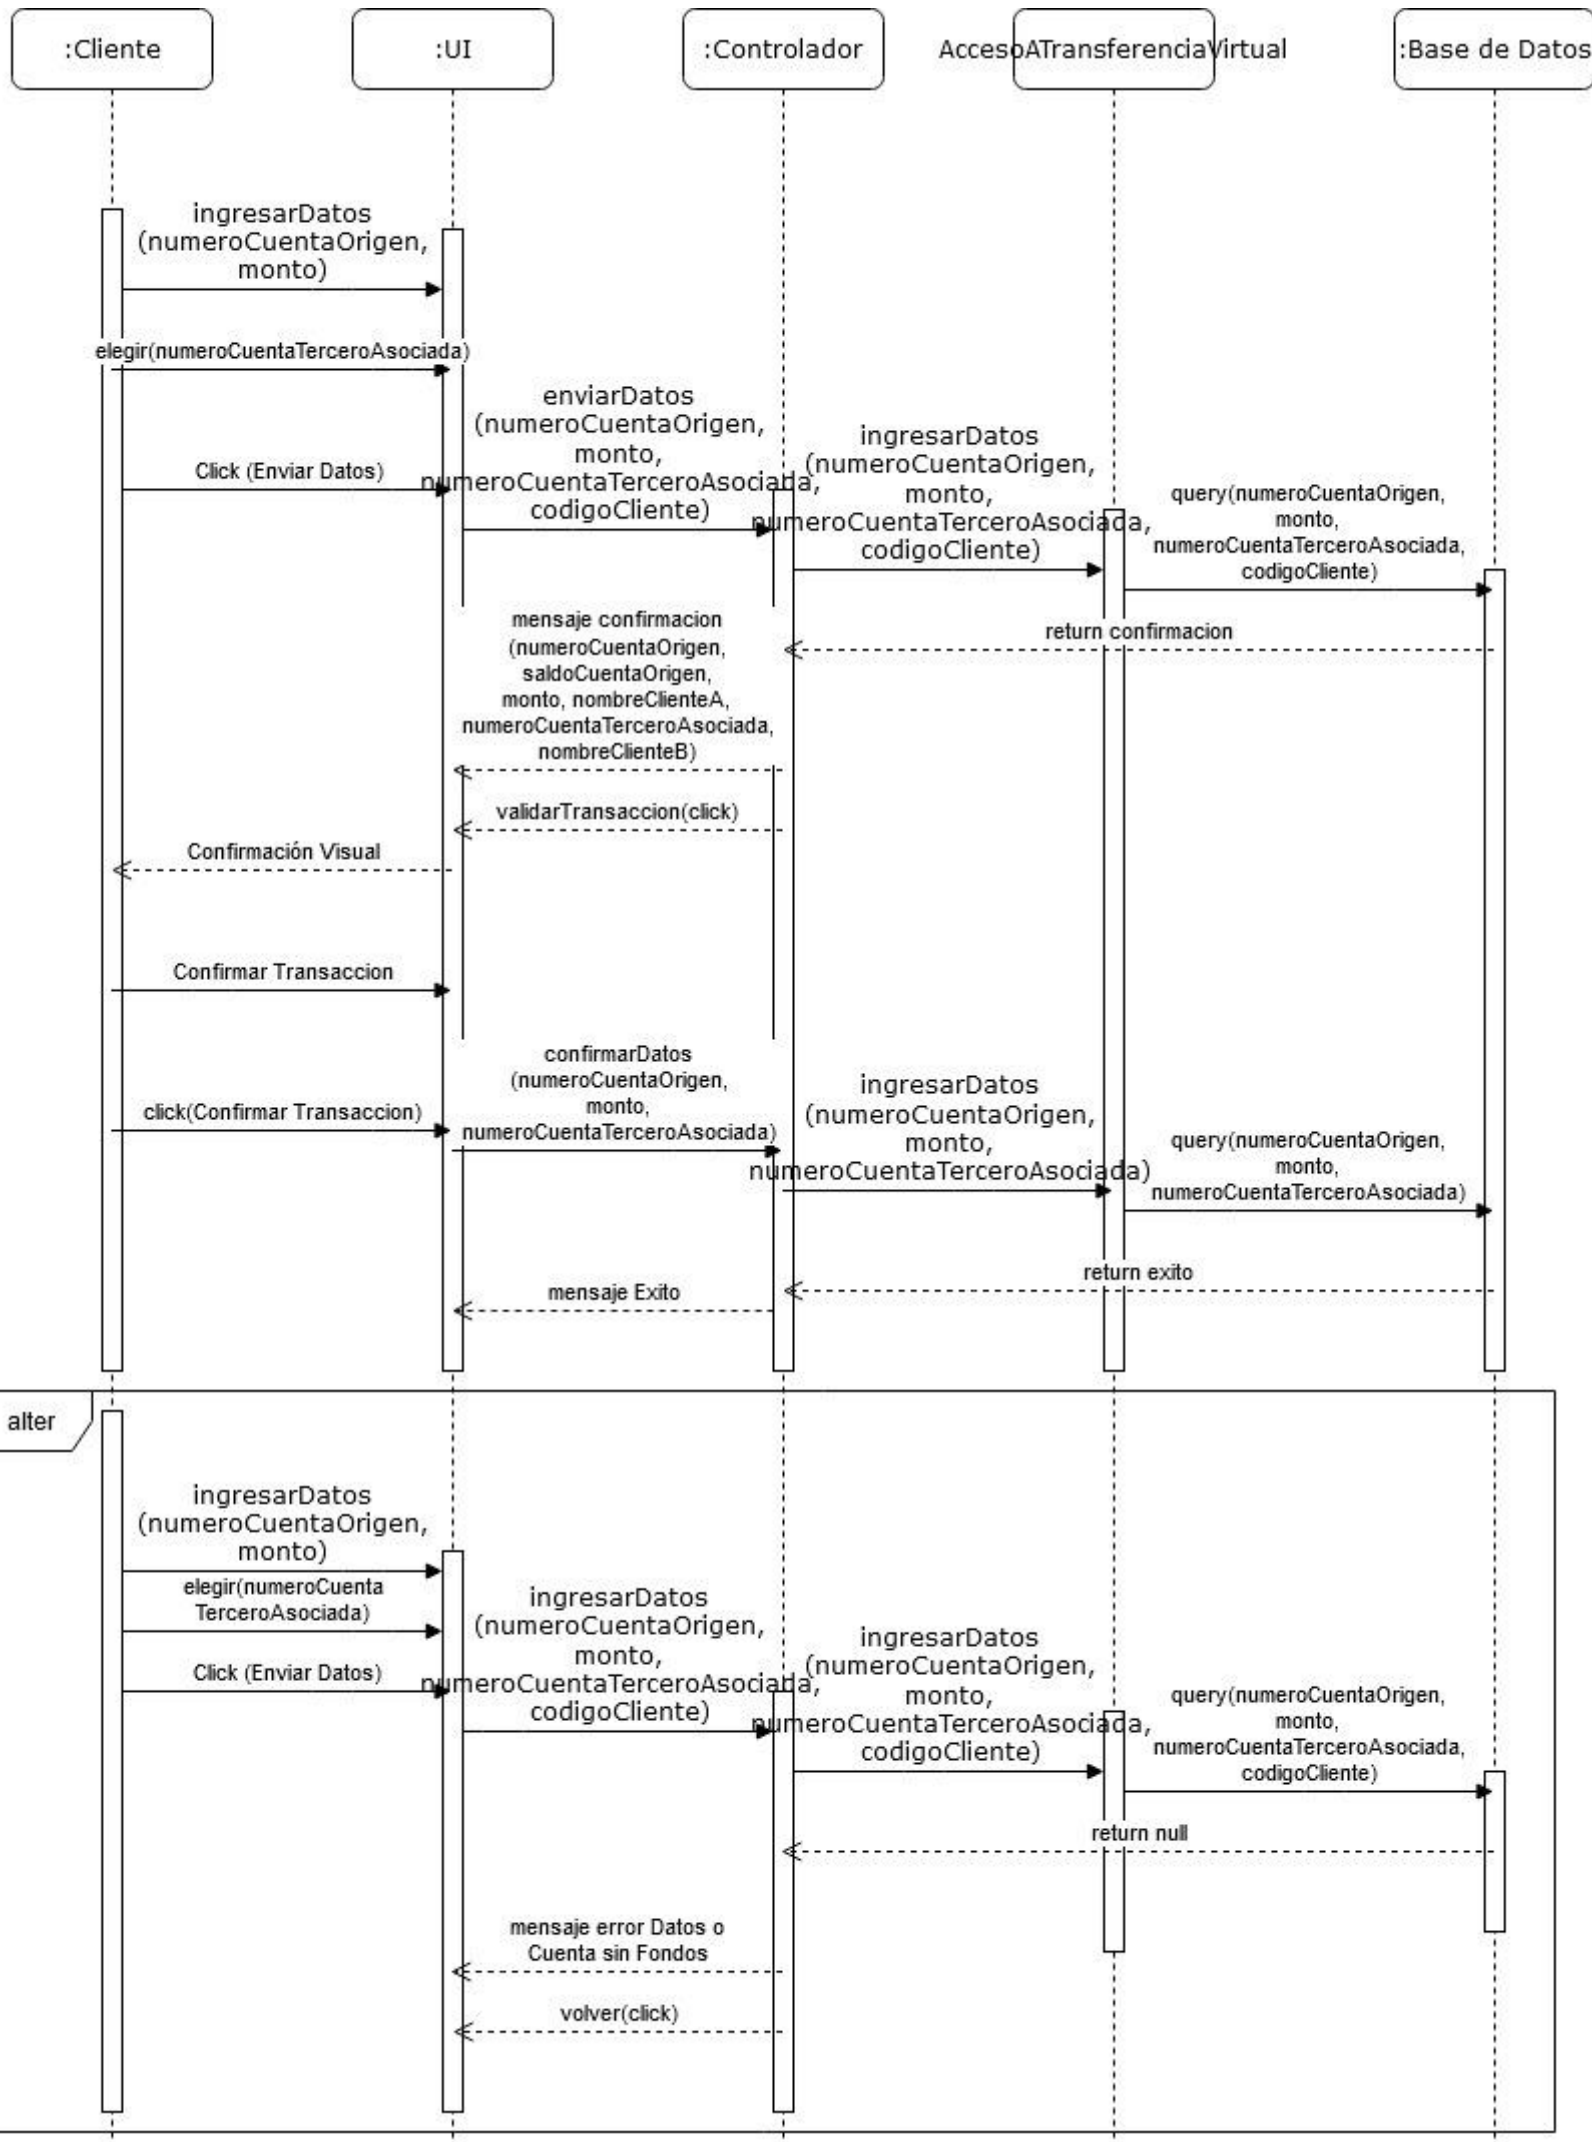 :Cliente
:UI
:Controlador
AccesoATransferenciaVirtual
:Base de Datos
ingresarDatos
(numeroCuentaOrigen,
monto)
elegir(numeroCuentaTerceroAsociada)
Click (Enviar Datos)
enviarDatos
(numeroCuentaOrigen,
monto,
numeroCuentaTerceroAsociada,
codigoCliente)
ingresarDatos
(numeroCuentaOrigen,
monto,
numeroCuentaTerceroAsociada,
codigoCliente)
query(numeroCuentaOrigen,
monto,
numeroCuentaTerceroAsociada,
codigoCliente)
return confirmacion
mensaje confirmacion
(numeroCuentaOrigen,
saldoCuentaOrigen,
monto, nombreClienteA,
numeroCuentaTerceroAsociada,
nombreClienteB)
validarTransaccion(click)
Confirmación Visual
Confirmar Transaccion
click(Confirmar Transaccion)
confirmarDatos
(numeroCuentaOrigen,
monto,
numeroCuentaTerceroAsociada)
ingresarDatos
(numeroCuentaOrigen,
monto,
numeroCuentaTerceroAsociada)
query(numeroCuentaOrigen,
monto,
numeroCuentaTerceroAsociada)
return exito
mensaje Exito
alter
ingresarDatos
(numeroCuentaOrigen,
monto)
elegir(numeroCuenta
TerceroAsociada)
Click (Enviar Datos)
ingresarDatos
(numeroCuentaOrigen,
monto,
numeroCuentaTerceroAsociada,
codigoCliente)
ingresarDatos
(numeroCuentaOrigen,
monto,
numeroCuentaTerceroAsociada,
codigoCliente)
query(numeroCuentaOrigen,
monto,
numeroCuentaTerceroAsociada,
codigoCliente)
return null
mensaje error Datos o
Cuenta sin Fondos
volver(click)